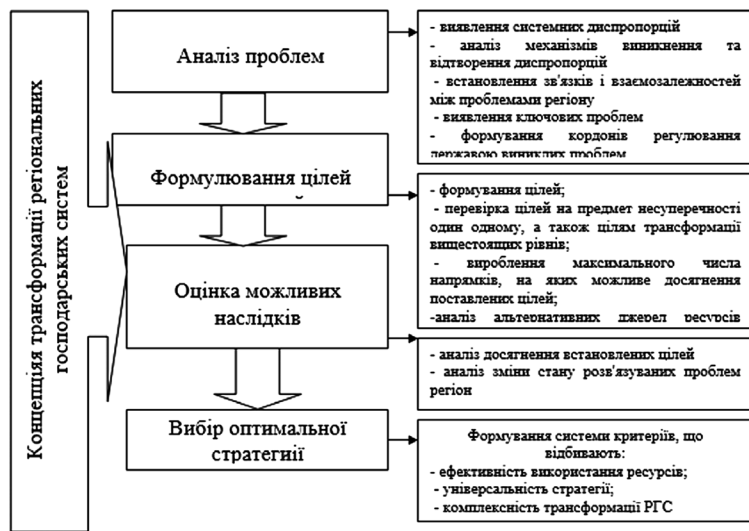 Концепціяя трансформації регіональних
господарських систем
Аналіз проблем
- виявлення системних диспропорцій
- аналіз механізмів виникнення та
відтворення диспропорцій
- встановлення зв'язків і взаємозалежностей
між проблемами регіону
- виявлення ключових проблем
- формування кордонів регулювання
державою виниклих проблем
Формулювання цілей
- формування цілей;
- перевірка цілей на предмет несуперечності
один одному, а також цілям трансформації
вищестоящих рівнів;
- вироблення максимального числа
напрямків, на яких можливе досягнення
поставлених цілей;
-аналіз альтернативних джерел ресурсів
Оцінка можливих
наслідків
- аналіз досягнення встановлених цілей
- аналіз зміни стану розв'язуваних проблем
регіон
Вибір оптимальної
стратегнії
Формування системи критеріїв, що
відбивають:
- ефективність використання ресурсів;
- універсальність стратегії;
- комплексність трансформації РГС